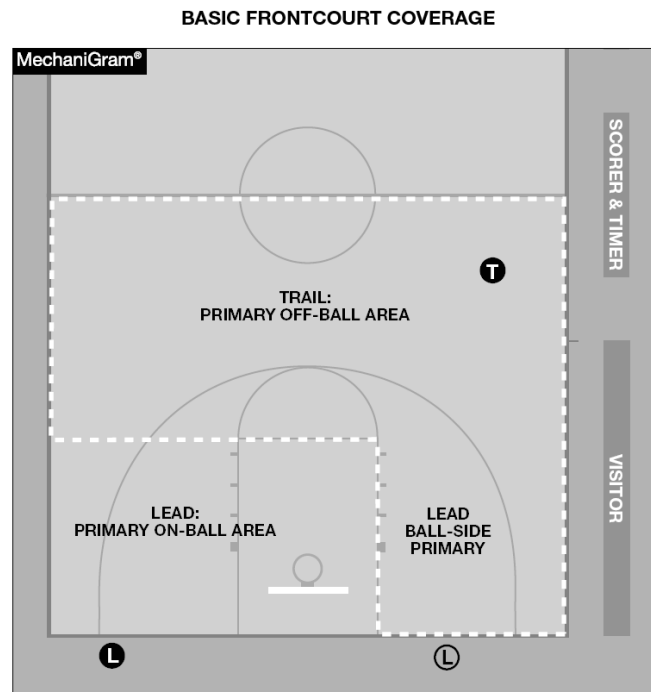 BASIC FRONTCOURT COVERAGE
MechaniGram®
SCORER & TIMER
T
TRAIL:
PRIMARY OFF-BALL AREA
VISITOR
LEAD:
PRIMARY ON-BALL AREA
LEAD
BALL-SIDE
PRIMARY
L
L